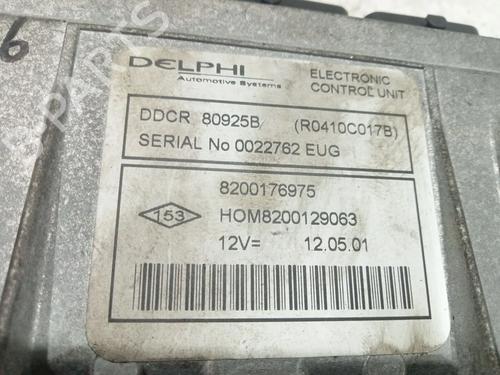 6
DELPHI
Automotive Systems
ELECTRONIC
CONTROL UNIT
DDCR 80925B (R0410C017B)
SERIAL No 0022762 EUG
8200176975
153
HOM8200129063
12V= 12.05.01